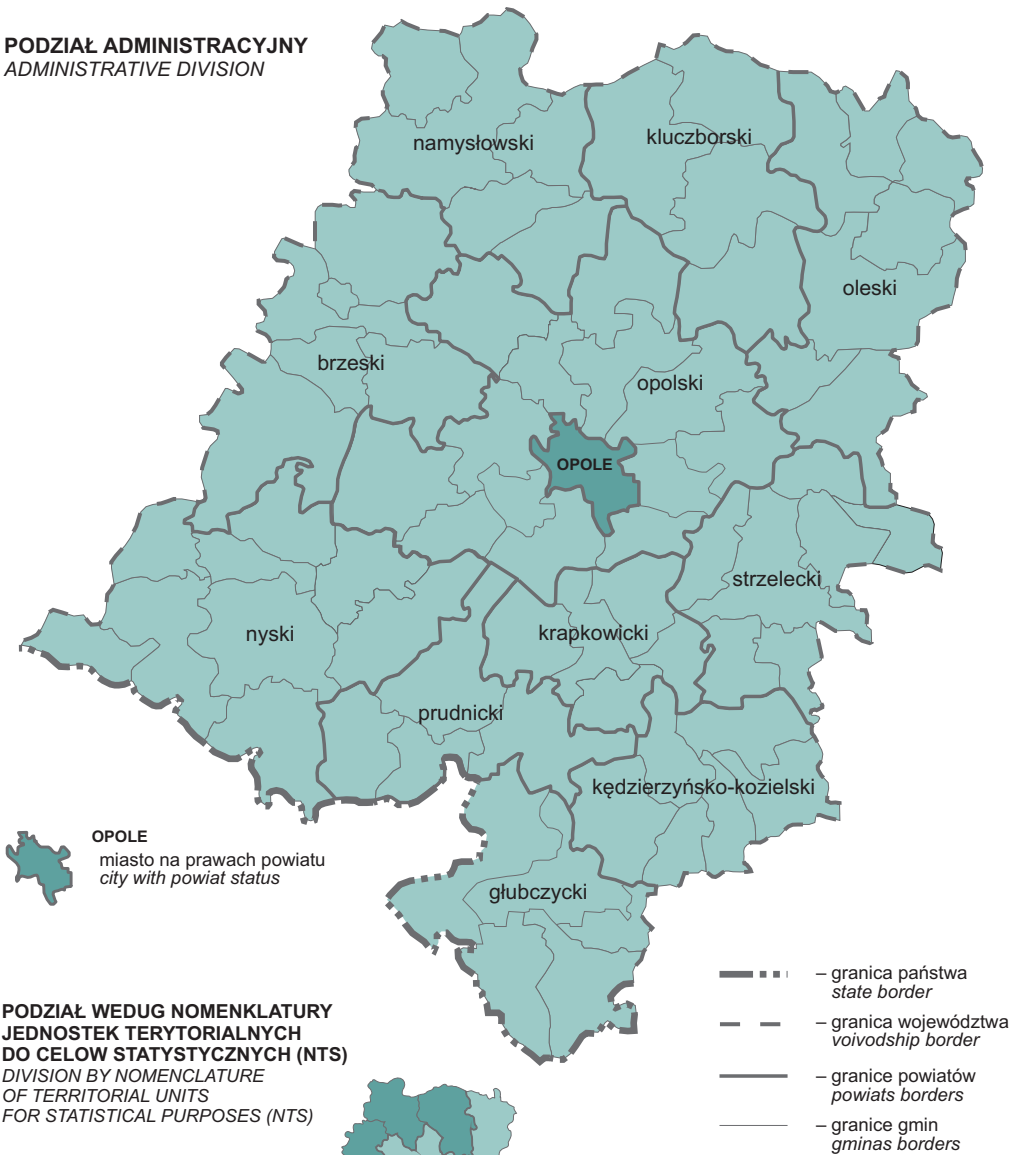 PODZIAŁ ADMINISTRACYJNY
ADMINISTRATIVE DIVISION
namysłowski
kluczborski
oleski
brzeski
opolski
OPOLE
strzelecki
nyski
krapkowicki
prudnicki
kędzierzyńsko-kozielski
głubczycki
OPOLE
miasto na prawach powiatu
city with powiat status
– granica państwa
state border
– granica województwa
voivodship border
– granice powiatów
powiats borders
– granice gmin
gminas borders
PODZIAŁ WEDUG NOMENKLATURY
JEDNOSTEK TERYTORIALNYCH
DO CELOW STATYSTYCZNYCH (NTS)
DIVISION BY NOMENCLATURE
OF TERRITORIAL UNITS
FOR STATISTICAL PURPOSES (NTS)